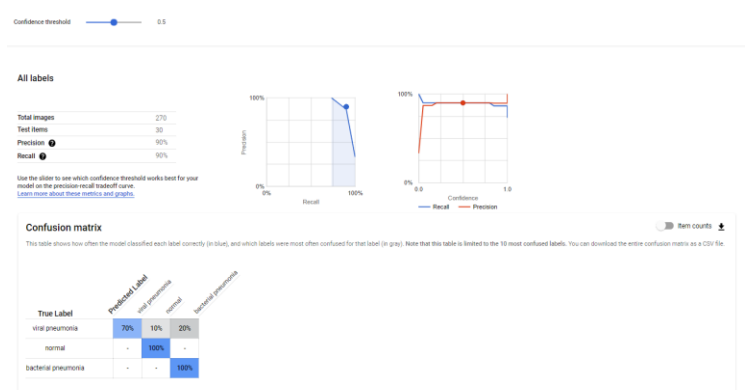 Confidence threshold 0.5
All labels
Total images 270
Test items 30
Precision ? 90%
Recall ? 90%
Use the slider to see which confidence threshold works best for your
model on the precision-recall tradeoff curve.
Learn more about these metrics and graphs.
100%
Precision
0%
0%
100%
Recall
100%
0%
0.0
1.0
Confidence
Recall Precision
Confusion matrix
Item counts
This table shows how often the model classified each label correctly (in blue), and which labels were most often confused for that label (in gray). Note that this table is limited to the 10 most confused labels. You can download the entire confusion matrix as a CSV file.
Predicted Label
viral pneumonia
normal
bacterial pneumonia
True Label
viral pneumonia 70% 10% 20%
normal - 100% -
bacterial pneumonia - - 100%